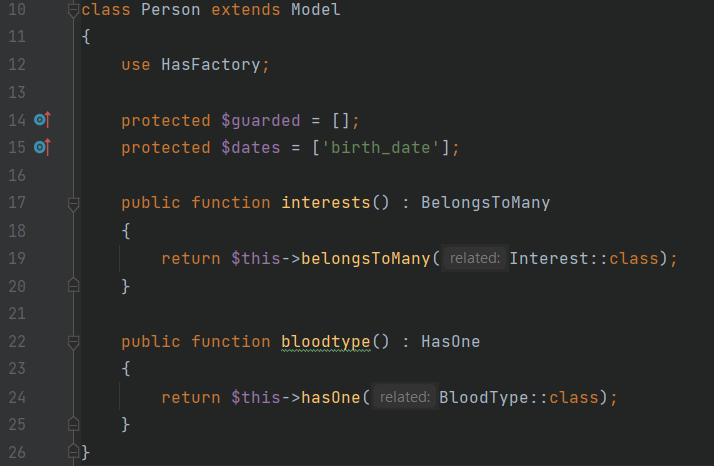 10 class Person extends Model
11 {
12     use HasFactory;
13
14     protected $guarded = [];
15     protected $dates = ['birth_date'];
16
17     public function interests() : BelongsToMany
18     {
19         return $this->belongsToMany( related: Interest::class);
20     }
21
22     public function bloodtype() : HasOne
23     {
24         return $this->hasOne( related: BloodType::class);
25     }
26 }